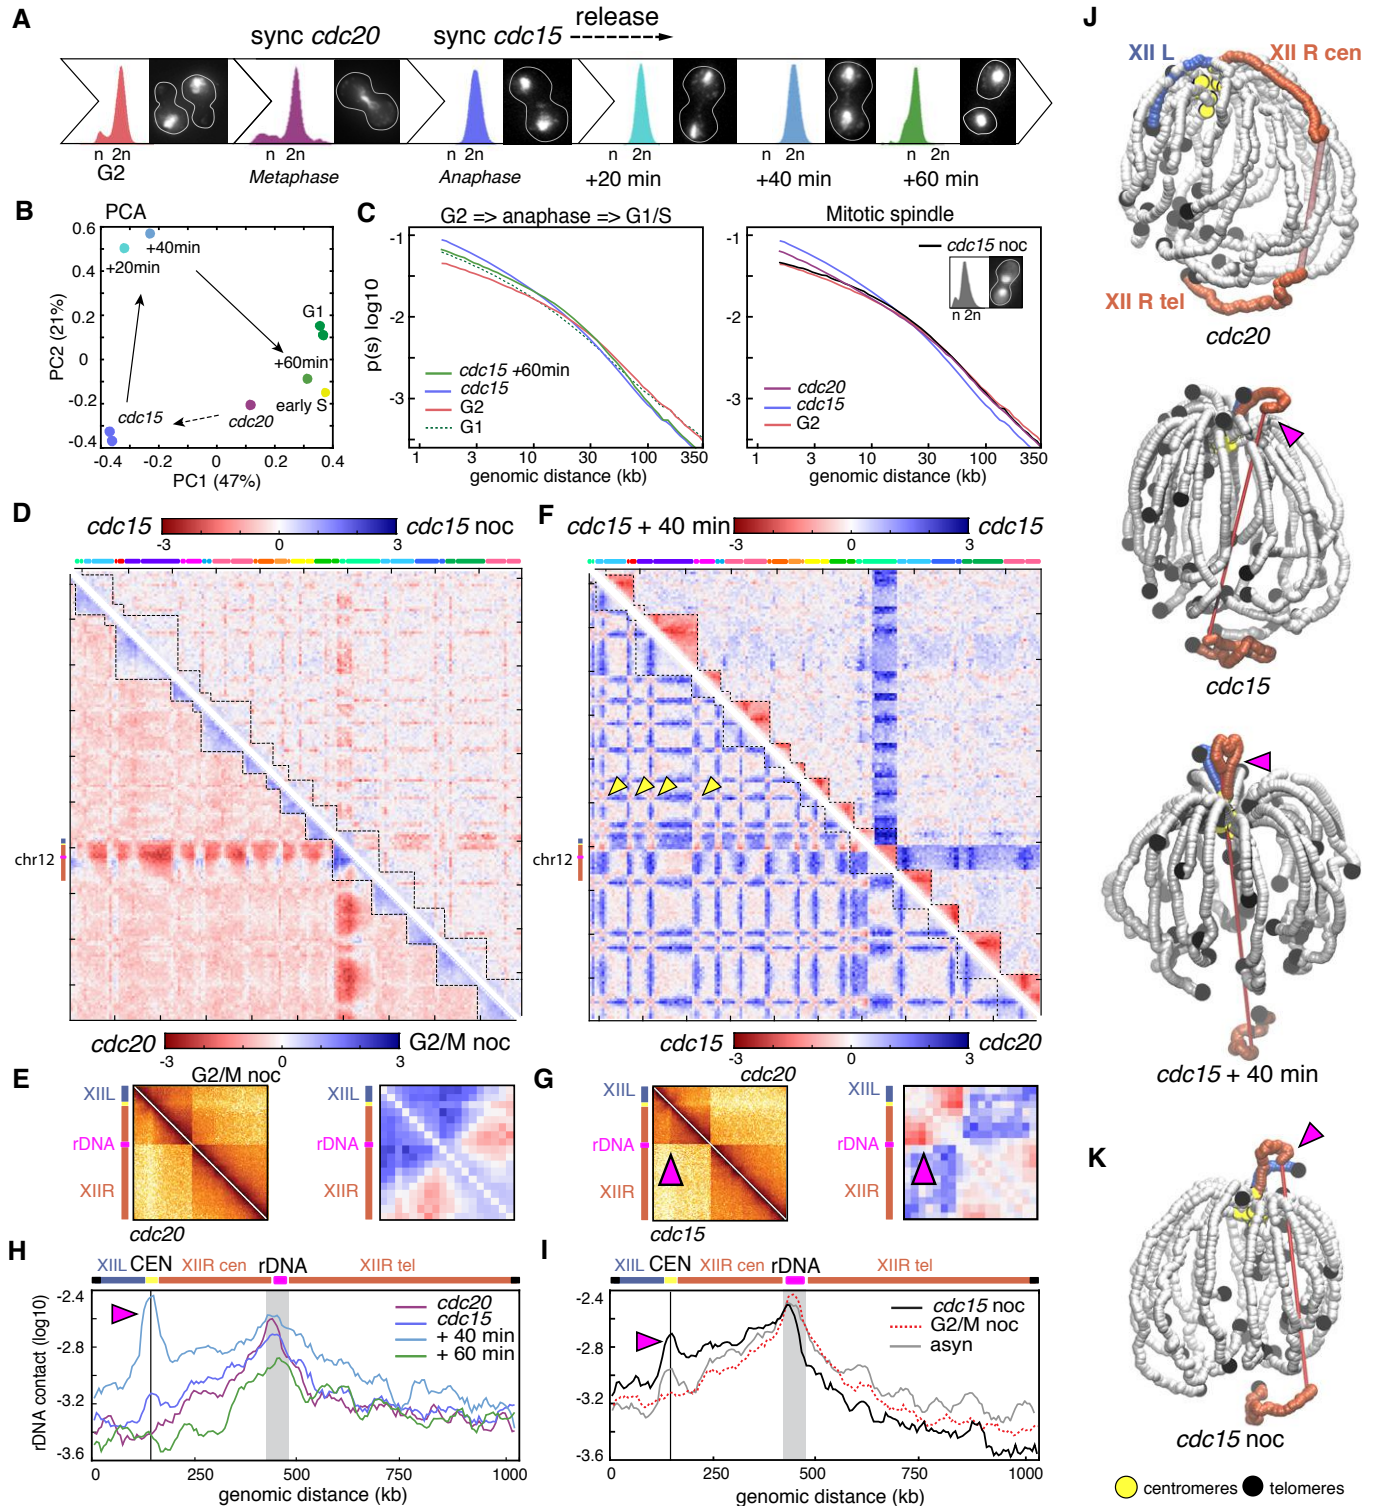 A
sync cdc20
sync cdc15
release
n 2n
G2
n 2n
Metaphase
n 2n
Anaphase
n 2n
+20 min
n 2n
+40 min
n 2n
+60 min
B
PCA
PC2 (21%)
0.6
0.4
0.2
0
-0.2
-0.4
-0.4
-0.2
0
0.2
0.4
PC1 (47%)
+40min
+20min
G1
+60min
early S
cdc20
cdc15
C
G2 => anaphase => G1/S
p(s) log10
-1
-2
-3
cdc15 +60min
cdc15
G2
G1
1 3 10 30 100 350
genomic distance (kb)
Mitotic spindle
cdc15 noc
n 2n
-1
-2
-3
cdc20
cdc15
G2
1 3 10 30 100 350
genomic distance (kb)
D
cdc15
cdc15 noc
-3 0 3
chr12
cdc20
G2/M noc
-3 0 3
F
cdc15 + 40 min
cdc15
-3 0 3
chr12
cdc15
cdc20
-3 0 3
E
G2/M noc
XIIL
rDNA
XIIR
cdc20
XIIL
rDNA
XIIR
G
cdc20
XIIL
rDNA
XIIR
cdc15
XIIL
rDNA
XIIR
H
XIIL CEN XIIR cen rDNA XIIR tel
rDNA contact (log10)
-2.4
-2.8
-3.2
-3.6
cdc20
cdc15
+ 40 min
+ 60 min
0 250 500 750 1000
genomic distance (kb)
I
XIIL CEN XIIR cen rDNA XIIR tel
-2.4
-2.8
-3.2
-3.6
cdc15 noc
G2/M noc
asyn
0 250 500 750 1000
genomic distance (kb)
J
XII L
XII R cen
XII R tel
cdc20
cdc15
cdc15 + 40 min
K
cdc15 noc
centromeres
telomeres